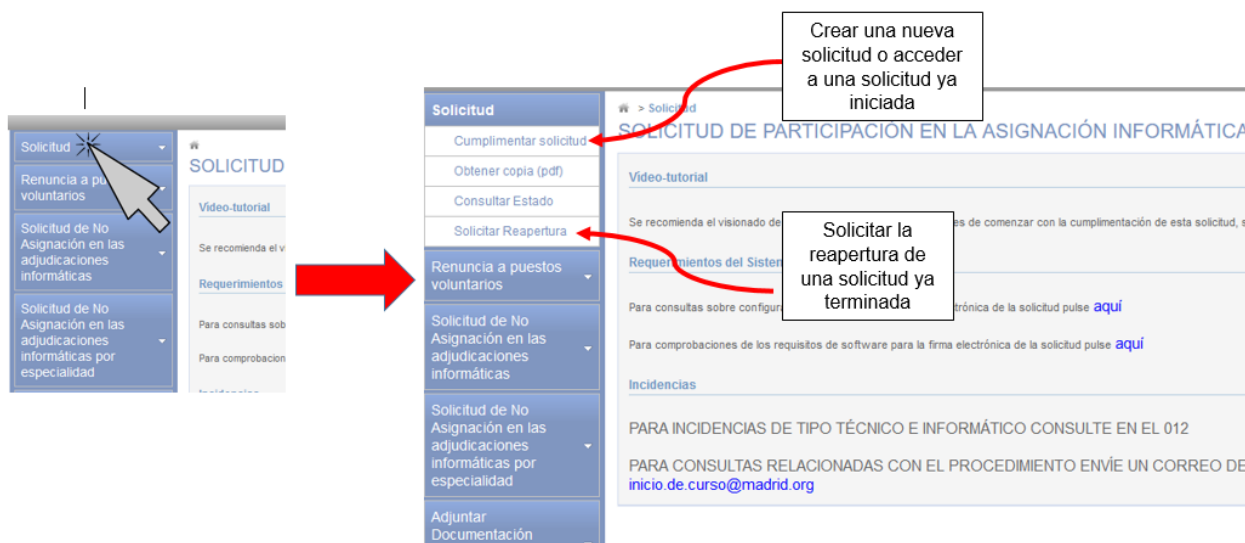 Solicitud
Renuncia a pu
voluntarios
Solicitud de No
Asignación en las
adjudicaciones
informáticas
Solicitud de No
Asignación en las
adjudicaciones
informáticas por
especialidad
SOLICITUD
Video-tutorial
Se recomienda el v
Requerimientos
Para consultas sob
Para comprobacion
Crear una nueva
solicitud o acceder
a una solicitud ya
iniciada
Solicitud
Cumplimentar solicitud
Obtener copia (pdf)
Consultar Estado
Solicitar Reapertura
Renuncia a puestos
voluntarios
Solicitud de No
Asignación en las
adjudicaciones
informáticas
Solicitud de No
Asignación en las
adjudicaciones
informáticas por
especialidad
Adjuntar
Documentación
> Solicitud
SOLICITUD DE PARTICIPACIÓN EN LA ASIGNACIÓN INFORMÁTICA
Video-tutorial
Se recomienda el visionado de es de comenzar con la cumplimentación de esta solicitud, s
Solicitar la
reapertura de
una solicitud ya
terminada
Requerimientos del Sisten
Para consultas sobre configura trónica de la solicitud pulse aquí
Para comprobaciones de los requisitos de software para la firma electrónica de la solicitud pulse aquí
Incidencias
PARA INCIDENCIAS DE TIPO TÉCNICO E INFORMÁTICO CONSULTE EN EL 012
PARA CONSULTAS RELACIONADAS CON EL PROCEDIMIENTO ENVÍE UN CORREO DE
inicio.de.curso@madrid.org